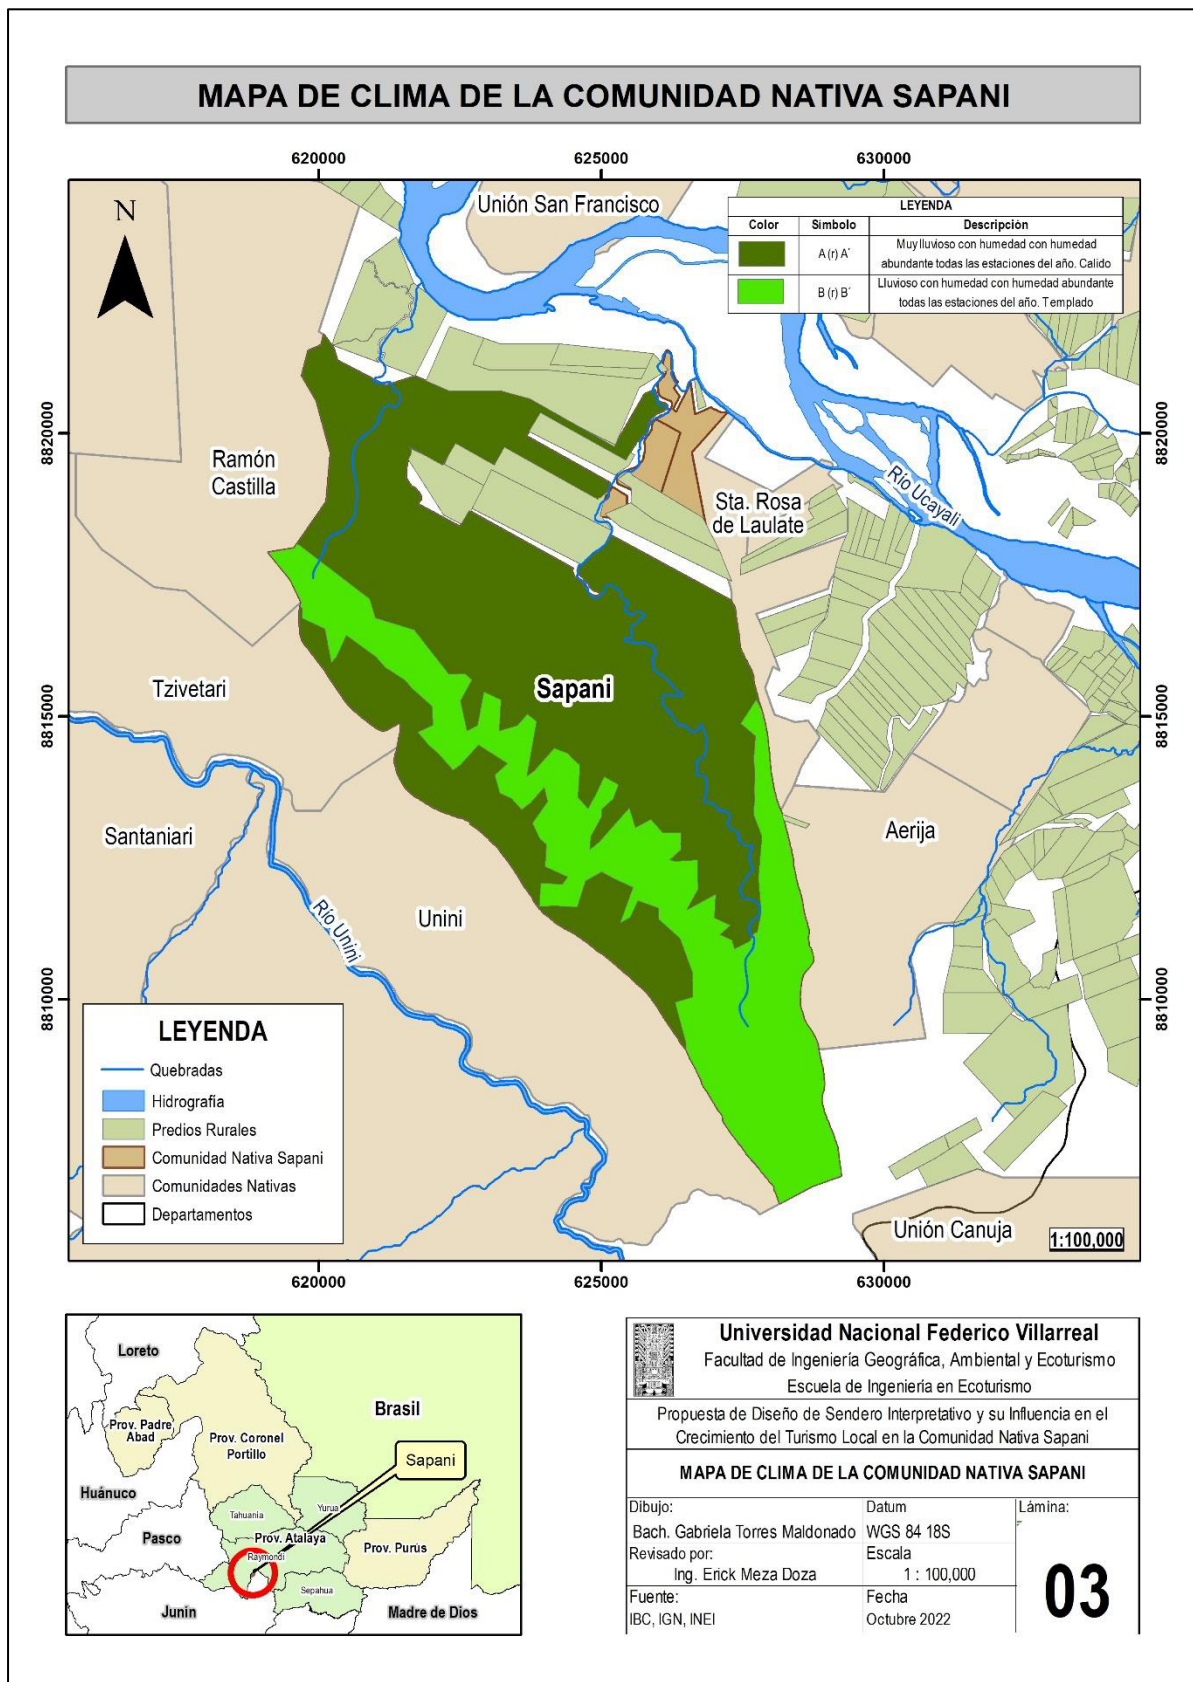 MAPA DE CLIMA DE LA COMUNIDAD NATIVA SAPANI
620000
625000
630000
N
Unión San Francisco
LEYENDA
Color Simbolo Descripción
A (r) A' Muy lluvioso con humedad con humedad
abundante todas las estaciones del año. Calido
B (r) B' Lluvioso con humedad con humedad abundante
todas las estaciones del año. Templado
8820000
8820000
Ramón
Castilla
Río Ucayali
Sta. Rosa
de Laulate
Tzivetari
Sapani
8815000
8815000
Santaniari
Aerija
Unini
Río Unini
8810000
8810000
LEYENDA
Quebradas
Hidrografía
Predios Rurales
Comunidad Nativa Sapani
Comunidades Nativas
Departamentos
Unión Canuja
1:100,000
620000
625000
630000
Loreto
Prov. Padre
Abad
Prov. Coronel
Portillo
Brasil
Sapani
Huánuco
Tahuania
Yurua
Pasco
Prov. Atalaya
Raymondi
Prov. Purús
Sepahua
Junín
Madre de Dios
Universidad Nacional Federico Villarreal
Facultad de Ingeniería Geográfica, Ambiental y Ecoturismo
Escuela de Ingeniería en Ecoturismo
Propuesta de Diseño de Sendero Interpretativo y su Influencia en el
Crecimiento del Turismo Local en la Comunidad Nativa Sapani
MAPA DE CLIMA DE LA COMUNIDAD NATIVA SAPANI
Dibujo:
Bach. Gabriela Torres Maldonado
Datum
WGS 84 18S
Lámina:
03
Revisado por:
Ing. Erick Meza Doza
Escala
1 : 100,000
Fuente:
IBC, IGN, INEI
Fecha
Octubre 2022